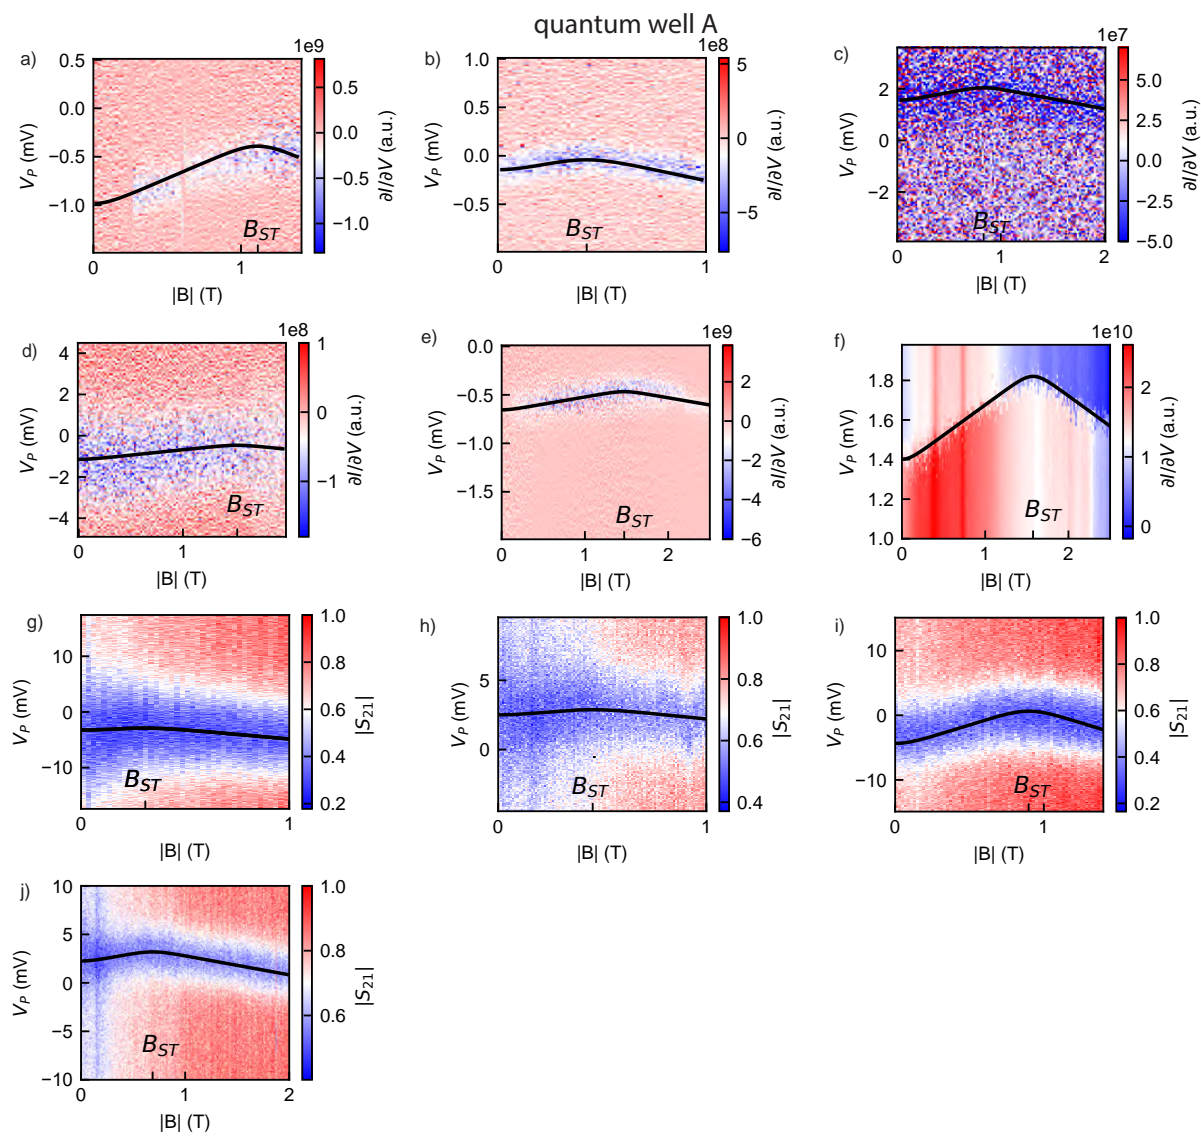 quantum well A
a)
1e9
0.5
0.0
−0.5
−1.0
V_P (mV)
B_ST
0
1
|B| (T)
0.5
0.0
−0.5
−1.0
∂I/∂V (a.u.)
b)
1e8
1.0
0.5
0.0
−0.5
V_P (mV)
B_ST
0
1
|B| (T)
5
0
−5
∂I/∂V (a.u.)
c)
1e7
2
0
−2
V_P (mV)
B_ST
0
1
2
|B| (T)
5.0
2.5
0.0
−2.5
−5.0
∂I/∂V (a.u.)
d)
1e8
4
2
0
−2
−4
V_P (mV)
B_ST
0
1
|B| (T)
1
0
−1
∂I/∂V (a.u.)
e)
1e9
0.0
−0.5
−1.0
−1.5
V_P (mV)
B_ST
0
1
2
|B| (T)
2
0
−2
−4
−6
∂I/∂V (a.u.)
f)
1e10
1.8
1.6
1.4
1.2
1.0
V_P (mV)
B_ST
0
1
2
|B| (T)
2
1
0
∂I/∂V (a.u.)
g)
10
0
−10
V_P (mV)
B_ST
0
1
|B| (T)
1.0
0.8
0.6
0.4
0.2
|S_21|
h)
5
0
V_P (mV)
B_ST
0
1
|B| (T)
1.0
0.8
0.6
0.4
|S_21|
i)
10
0
−10
V_P (mV)
B_ST
0
1
|B| (T)
1.0
0.8
0.6
0.4
0.2
|S_21|
j)
10
5
0
−5
−10
V_P (mV)
B_ST
0
1
2
|B| (T)
1.0
0.8
0.6
|S_21|